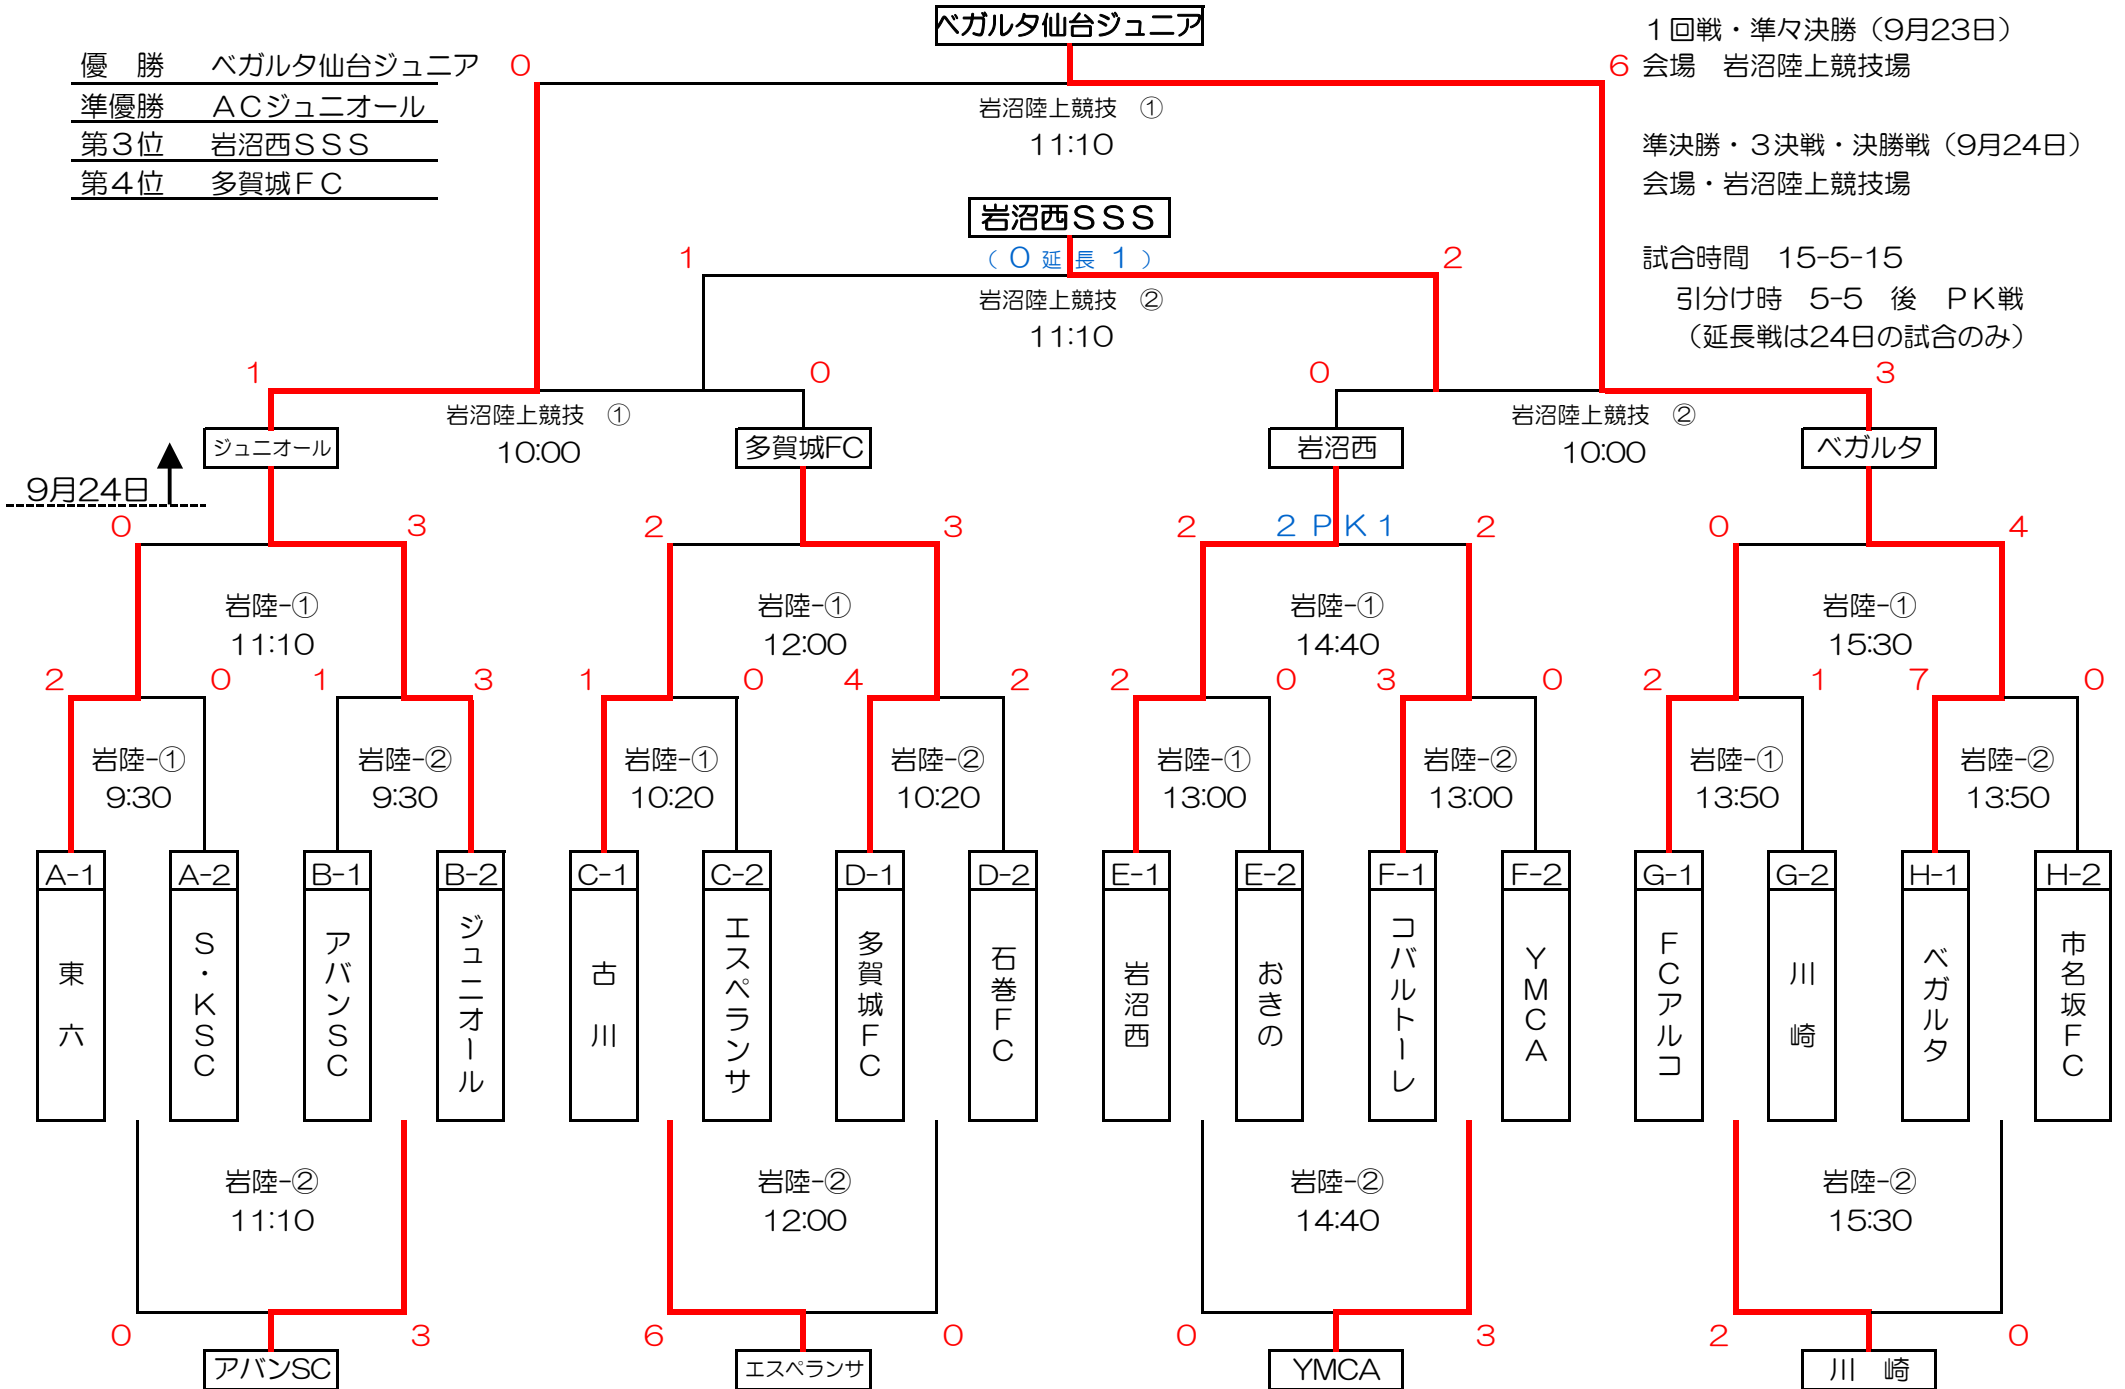 ベガルタ仙台ジュニア
優　勝　ベガルタ仙台ジュニア
準優勝　ＡＣジュニオール
第３位　岩沼西ＳＳＳ
第４位　多賀城ＦＣ
１回戦・準々決勝（9月23日）
会場　岩沼陸上競技場
準決勝・３決戦・決勝戦（9月24日）
会場・岩沼陸上競技場
試合時間　15-5-15
引分け時　5-5　後　ＰＫ戦
（延長戦は24日の試合のみ）
0　6
岩沼陸上競技　①
11:10
岩沼西ＳＳＳ
1　（０延長１）　2
岩沼陸上競技　②
11:10
1　0　0　3
岩沼陸上競技　①　岩沼陸上競技　②
10:00　10:00
ジュニオール　多賀城FC　岩沼西　ベガルタ
9月24日
0　3　2　3　2　２ＰＫ１　2　0　4
岩陸-①　岩陸-①　岩陸-①　岩陸-①
11:10　12:00　14:40　15:30
2　0　1　3　1　0　4　2　2　0　3　0　2　1　7　0
岩陸-①　岩陸-②　岩陸-①　岩陸-②　岩陸-①　岩陸-②　岩陸-①　岩陸-②
9:30　9:30　10:20　10:20　13:00　13:00　13:50　13:50
A-1　A-2　B-1　B-2　C-1　C-2　D-1　D-2　E-1　E-2　F-1　F-2　G-1　G-2　H-1　H-2
東六
S・KSC
アバンSC
ジュニオール
古川
エスペランサ
多賀城FC
石巻FC
岩沼西
おきの
コバルトーレ
YMCA
FCアルコ
川崎
ベガルタ
市名坂FC
岩陸-②　岩陸-②　岩陸-②　岩陸-②
11:10　12:00　14:40　15:30
0　3　6　0　0　3　2　0
アバンSC　エスペランサ　YMCA　川　崎